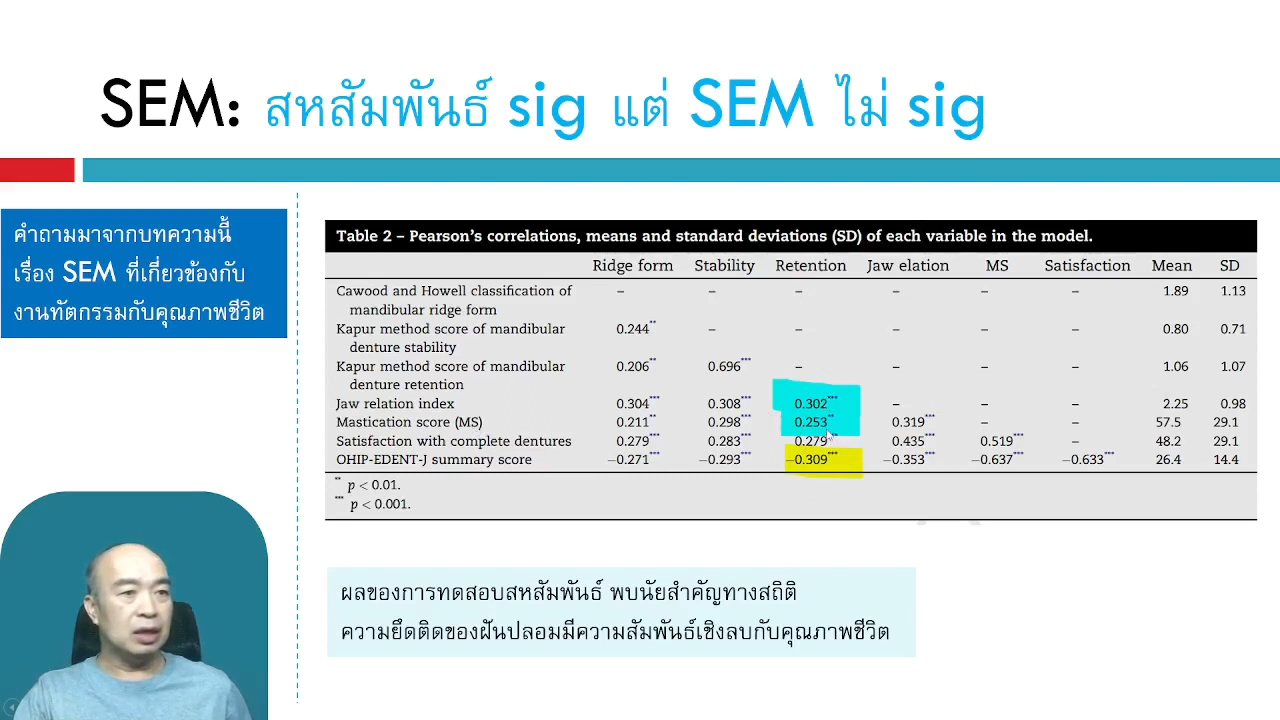 SEM: สหสัมพันธ์ sig แต่ SEM ไม่ sig
คำถามมาจากบทความนี้
เรื่อง SEM ที่เกี่ยวข้องกับ
งานทัตกรรมกับคุณภาพชีวิต
Table 2 – Pearson's correlations, means and standard deviations (SD) of each variable in the model.
Ridge form Stability Retention Jaw elation MS Satisfaction Mean SD
Cawood and Howell classification of – – – – – – 1.89 1.13
mandibular ridge form
Kapur method score of mandibular 0.244** – – – – – 0.80 0.71
denture stability
Kapur method score of mandibular 0.206** 0.696*** – – – – 1.06 1.07
denture retention
Jaw relation index 0.304*** 0.308*** 0.302*** – – – 2.25 0.98
Mastication score (MS) 0.211** 0.298*** 0.253** 0.319*** – – 57.5 29.1
Satisfaction with complete dentures 0.279*** 0.283*** 0.279*** 0.435*** 0.519*** – 48.2 29.1
OHIP-EDENT-J summary score −0.271*** −0.293*** −0.309*** −0.353*** −0.637*** −0.633*** 26.4 14.4
** p < 0.01.
*** p < 0.001.
ผลของการทดสอบสหสัมพันธ์ พบนัยสำคัญทางสถิติ
ความยึดติดของฝันปลอมมีความสัมพันธ์เชิงลบกับคุณภาพชีวิต